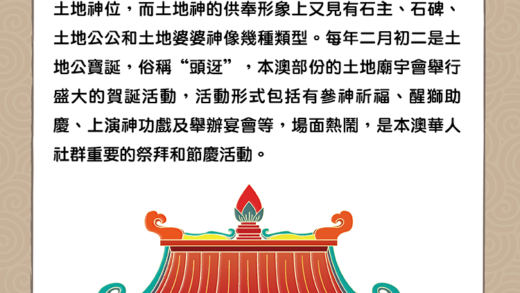 土地神位，而土地神的供奉形象上又見有石主、石碑、
土地公公和土地婆婆神像幾種類型。每年二月初二是土
地公寶誕，俗稱“頭迓”，本澳部份的土地廟宇會舉行
盛大的賀誕活動，活動形式包括有參神祈福、醒獅助
慶、上演神功戲及舉辦宴會等，場面熱鬧，是本澳華人
社群重要的祭拜和節慶活動。